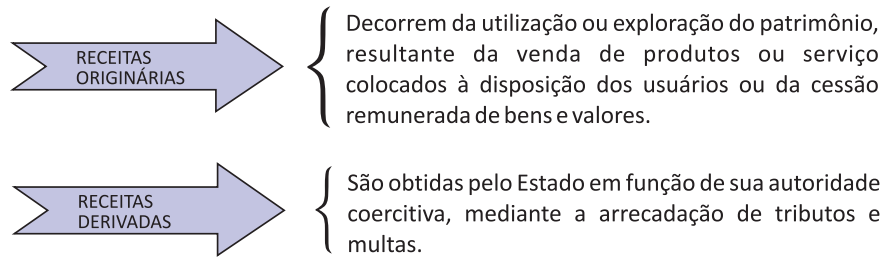 RECEITAS
ORIGINÁRIAS
Decorrem da utilização ou exploração do patrimônio,
resultante da venda de produtos ou serviço
colocados à disposição dos usuários ou da cessão
remunerada de bens e valores.
RECEITAS
DERIVADAS
São obtidas pelo Estado em função de sua autoridade
coercitiva, mediante a arrecadação de tributos e
multas.